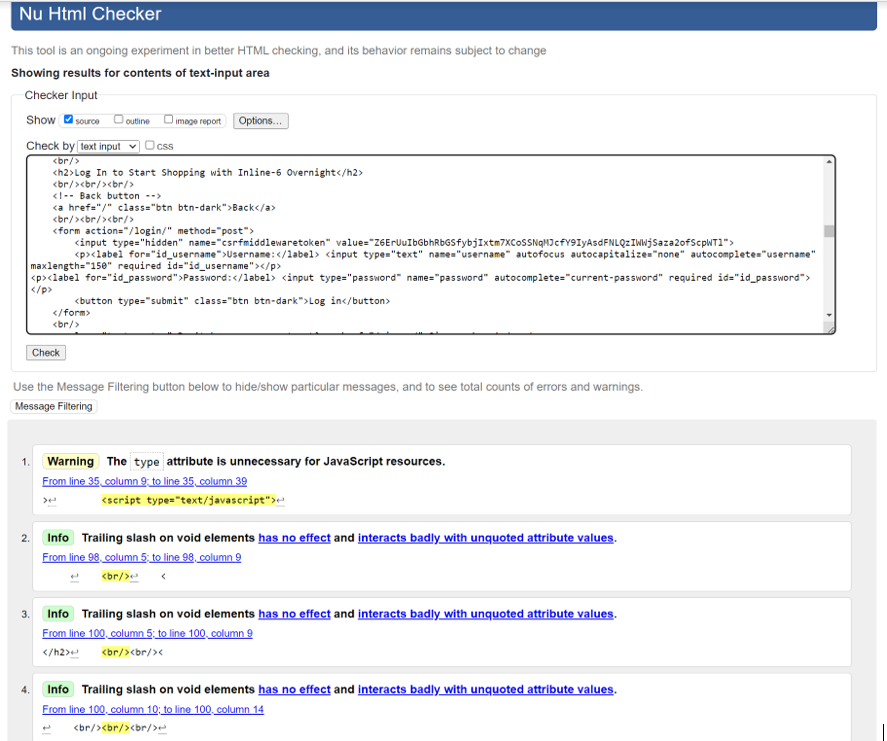 Nu Html Checker
This tool is an ongoing experiment in better HTML checking, and its behavior remains subject to change
Showing results for contents of text-input area
Checker Input
Show source outline image report Options...
Check by text input css
<br/>
<h2>Log In to Start Shopping with Inline-6 Overnight</h2>
<br/><br/><br/>
<!-- Back button -->
<a href="/" class="btn btn-dark">Back</a>
<br/><br/><br/>
<form action="/login/" method="post">
<input type="hidden" name="csrfmiddlewaretoken" value="Z6ErUuIbGbhRbGSfybjIxtm7XCoSSNqMJcfY9IyAsdFNLQzIWWjSaza2ofScpWTl">
<p><label for="id_username">Username:</label> <input type="text" name="username" autofocus autocapitalize="none" autocomplete="username"
maxlength="150" required id="id_username"></p>
<p><label for="id_password">Password:</label> <input type="password" name="password" autocomplete="current-password" required id="id_password">
</p>
<button type="submit" class="btn btn-dark">Log in</button>
</form>
<br/>
Check
Use the Message Filtering button below to hide/show particular messages, and to see total counts of errors and warnings.
Message Filtering
1. Warning The type attribute is unnecessary for JavaScript resources.
From line 35, column 9; to line 35, column 39
>↩ <script type="text/javascript">↩
2. Info Trailing slash on void elements has no effect and interacts badly with unquoted attribute values.
From line 98, column 5; to line 98, column 9
↩ <br/>↩ <
3. Info Trailing slash on void elements has no effect and interacts badly with unquoted attribute values.
From line 100, column 5; to line 100, column 9
</h2>↩ <br/><br/><
4. Info Trailing slash on void elements has no effect and interacts badly with unquoted attribute values.
From line 100, column 10; to line 100, column 14
↩ <br/><br/><br/>↩